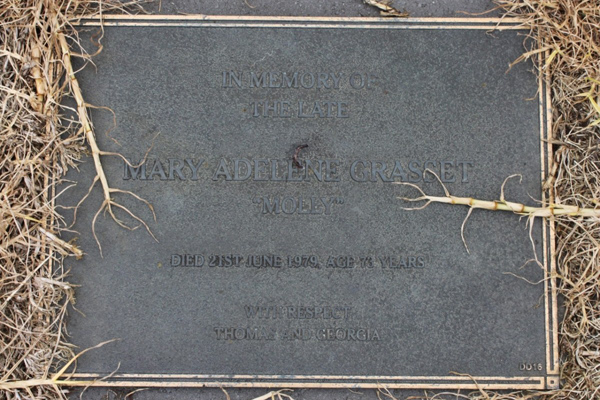 IN MEMORY OF
THE LATE
MARY ADELENE GRASSET
"MOLLY"
DIED 21ST JUNE 1979, AGE 73 YEARS
WITH RESPECT
THOMAS AND GEORGIA